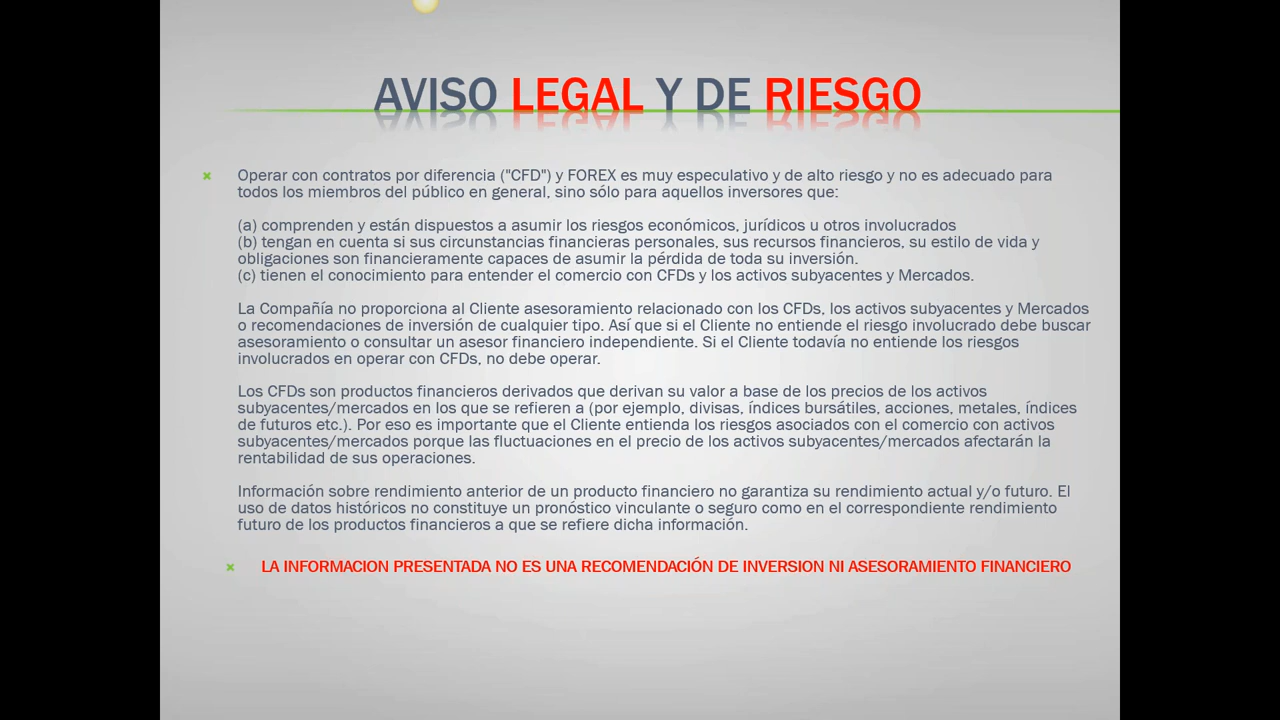 AVISO LEGAL Y DE RIESGO
Operar con contratos por diferencia ("CFD") y FOREX es muy especulativo y de alto riesgo y no es adecuado para
todos los miembros del público en general, sino sólo para aquellos inversores que:
(a) comprenden y están dispuestos a asumir los riesgos económicos, jurídicos u otros involucrados
(b) tengan en cuenta si sus circunstancias financieras personales, sus recursos financieros, su estilo de vida y
obligaciones son financieramente capaces de asumir la pérdida de toda su inversión.
(c) tienen el conocimiento para entender el comercio con CFDs y los activos subyacentes y Mercados.
La Compañía no proporciona al Cliente asesoramiento relacionado con los CFDs, los activos subyacentes y Mercados
o recomendaciones de inversión de cualquier tipo. Así que si el Cliente no entiende el riesgo involucrado debe buscar
asesoramiento o consultar un asesor financiero independiente. Si el Cliente todavía no entiende los riesgos
involucrados en operar con CFDs, no debe operar.
Los CFDs son productos financieros derivados que derivan su valor a base de los precios de los activos
subyacentes/mercados en los que se refieren a (por ejemplo, divisas, índices bursátiles, acciones, metales, índices
de futuros etc.). Por eso es importante que el Cliente entienda los riesgos asociados con el comercio con activos
subyacentes/mercados porque las fluctuaciones en el precio de los activos subyacentes/mercados afectarán la
rentabilidad de sus operaciones.
Información sobre rendimiento anterior de un producto financiero no garantiza su rendimiento actual y/o futuro. El
uso de datos históricos no constituye un pronóstico vinculante o seguro como en el correspondiente rendimiento
futuro de los productos financieros a que se refiere dicha información.
LA INFORMACION PRESENTADA NO ES UNA RECOMENDACIÓN DE INVERSION NI ASESORAMIENTO FINANCIERO